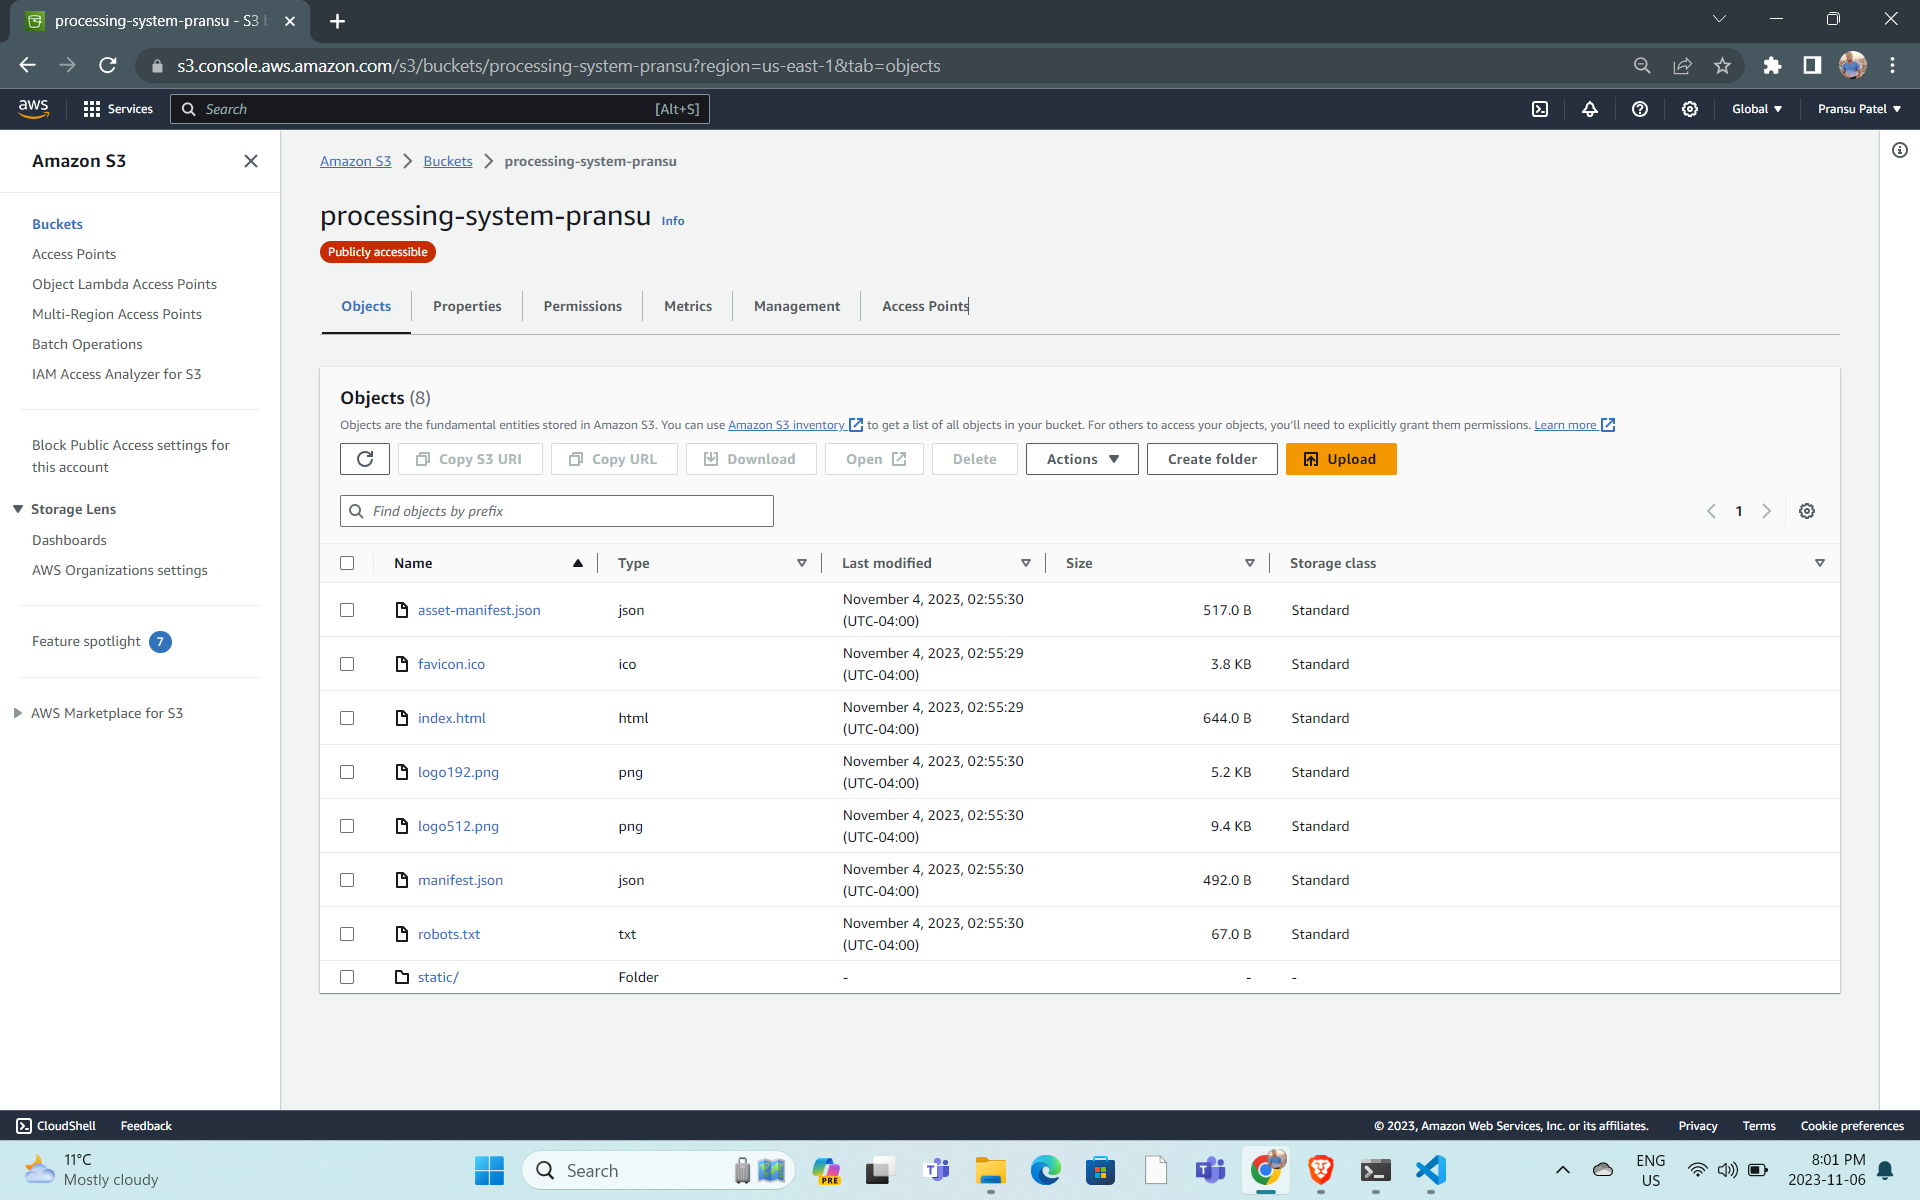 processing-system-pransu - S3 b
s3.console.aws.amazon.com/s3/buckets/processing-system-pransu?region=us-east-1&tab=objects
aws
Services
Search
[Alt+S]
Global
Pransu Patel
Amazon S3
Buckets
Access Points
Object Lambda Access Points
Multi-Region Access Points
Batch Operations
IAM Access Analyzer for S3
Block Public Access settings for
this account
Storage Lens
Dashboards
AWS Organizations settings
Feature spotlight 7
AWS Marketplace for S3
Amazon S3 > Buckets > processing-system-pransu
processing-system-pransu Info
Publicly accessible
Objects Properties Permissions Metrics Management Access Points
Objects (8)
Objects are the fundamental entities stored in Amazon S3. You can use Amazon S3 inventory to get a list of all objects in your bucket. For others to access your objects, you'll need to explicitly grant them permissions. Learn more
Copy S3 URI Copy URL Download Open Delete Actions Create folder Upload
Find objects by prefix
1
Name Type Last modified Size Storage class
asset-manifest.json json November 4, 2023, 02:55:30 517.0 B Standard
(UTC-04:00)
favicon.ico ico November 4, 2023, 02:55:29 3.8 KB Standard
(UTC-04:00)
index.html html November 4, 2023, 02:55:29 644.0 B Standard
(UTC-04:00)
logo192.png png November 4, 2023, 02:55:30 5.2 KB Standard
(UTC-04:00)
logo512.png png November 4, 2023, 02:55:30 9.4 KB Standard
(UTC-04:00)
manifest.json json November 4, 2023, 02:55:30 492.0 B Standard
(UTC-04:00)
robots.txt txt November 4, 2023, 02:55:30 67.0 B Standard
(UTC-04:00)
static/ Folder - - -
CloudShell Feedback
© 2023, Amazon Web Services, Inc. or its affiliates. Privacy Terms Cookie preferences
11°C
Mostly cloudy
Search
PRE
ENG
US
8:01 PM
2023-11-06